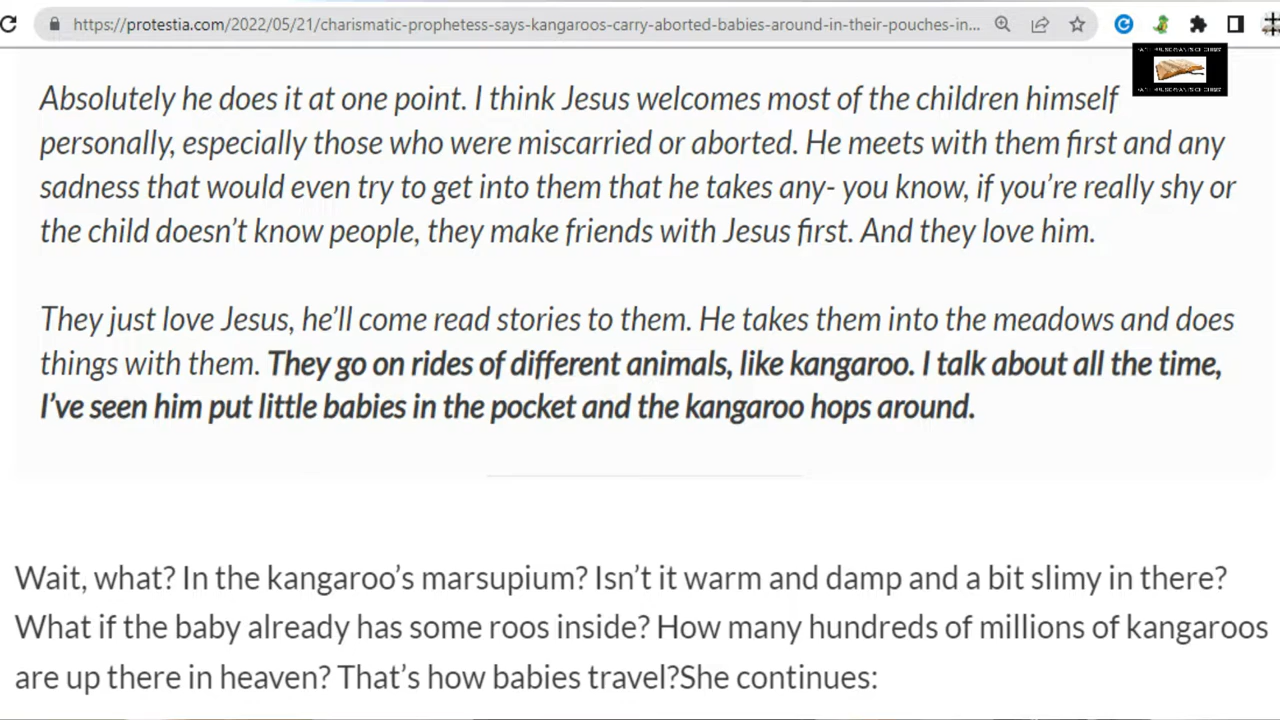 https://protestia.com/2022/05/21/charismatic-prophetess-says-kangaroos-carry-aborted-babies-around-in-their-pouches-in...
Absolutely he does it at one point. I think Jesus welcomes most of the children himself
personally, especially those who were miscarried or aborted. He meets with them first and any
sadness that would even try to get into them that he takes any- you know, if you’re really shy or
the child doesn’t know people, they make friends with Jesus first. And they love him.
They just love Jesus, he’ll come read stories to them. He takes them into the meadows and does
things with them. They go on rides of different animals, like kangaroo. I talk about all the time,
I’ve seen him put little babies in the pocket and the kangaroo hops around.
Wait, what? In the kangaroo’s marsupium? Isn’t it warm and damp and a bit slimy in there?
What if the baby already has some roos inside? How many hundreds of millions of kangaroos
are up there in heaven? That’s how babies travel?She continues: